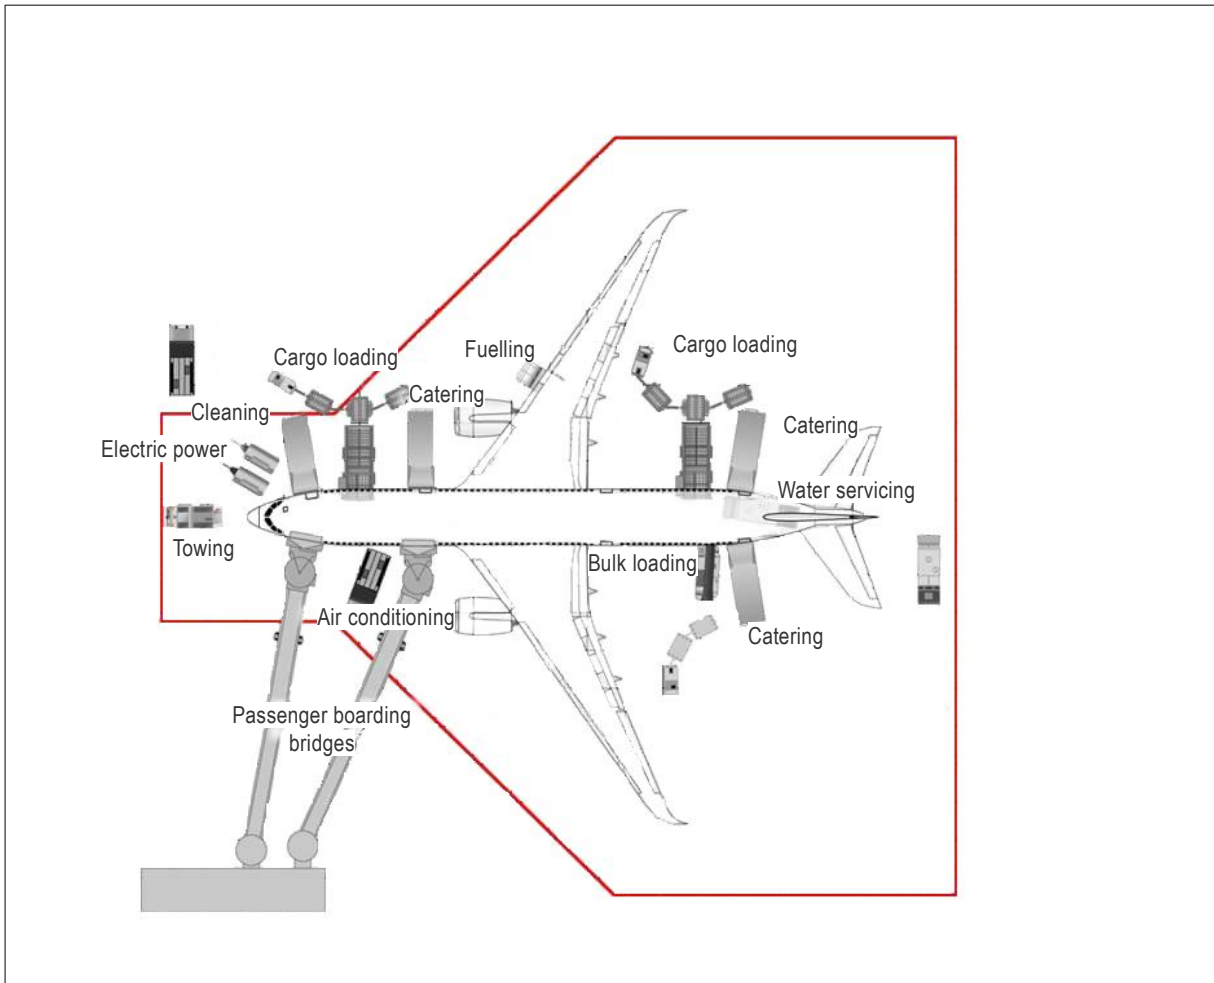 Cargo loading
Fuelling
Cargo loading
Catering
Cleaning
Catering
Electric power
Water servicing
Towing
Bulk loading
Air conditioning
Catering
Passenger boarding
bridges